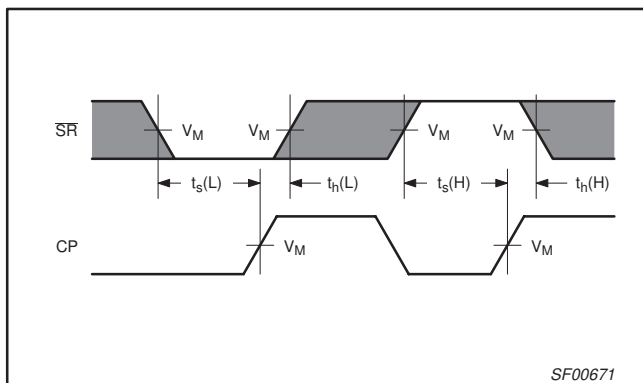 SR V_M V_M V_M V_M
t_s(L) t_h(L) t_s(H) t_h(H)
CP V_M V_M
SF00671